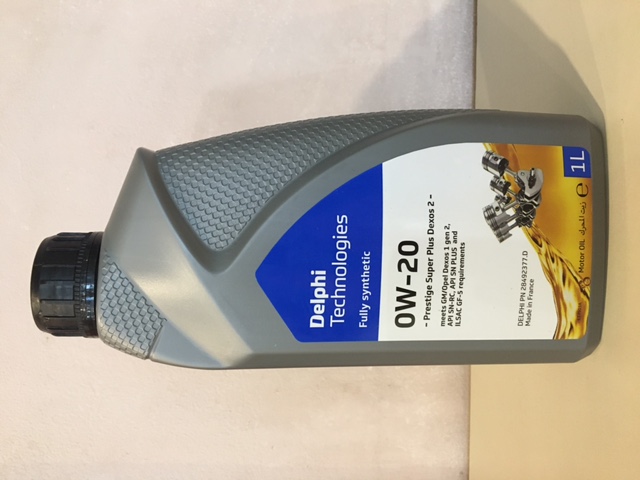 Delphi
Technologies
Fully synthetic
0W-20
- Prestige Super Plus Dexos 2 -
meets GM/Opel Dexos 1 gen 2,
API SN-RC, API SN PLUS and
ILSAC GF-5 requirements
DELPHI PN 28492377.D
Made in France
Motor OIL زيت المحرك ℮
1L